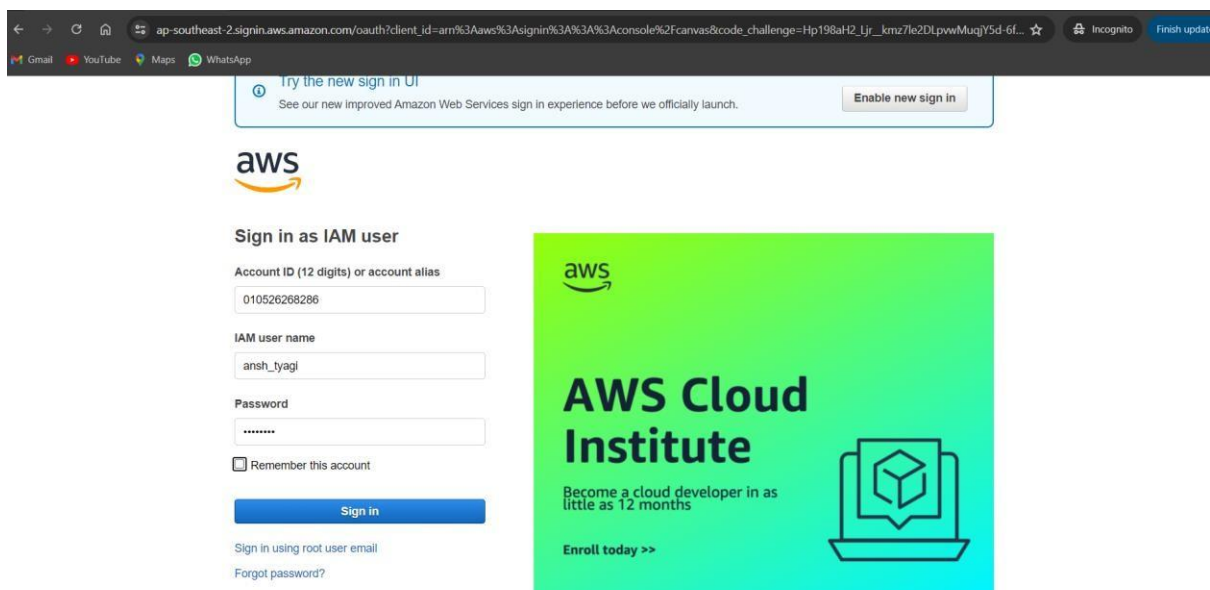 ap-southeast-2.signin.aws.amazon.com/oauth?client_id=arn%3Aaws%3Asignin%3A%3A%3Aconsole%2Fcanvas&code_challenge=Hp198aH2_Ljr__kmz7le2DLpvwMuqjY5d-6f...
Incognito
Finish updat
Gmail
YouTube
Maps
WhatsApp
Try the new sign in UI
See our new improved Amazon Web Services sign in experience before we officially launch.
Enable new sign in
aws
Sign in as IAM user
Account ID (12 digits) or account alias
010526268286
IAM user name
ansh_tyagi
Password
••••••••
Remember this account
Sign in
Sign in using root user email
Forgot password?
aws
AWS Cloud
Institute
Become a cloud developer in as
little as 12 months
Enroll today >>